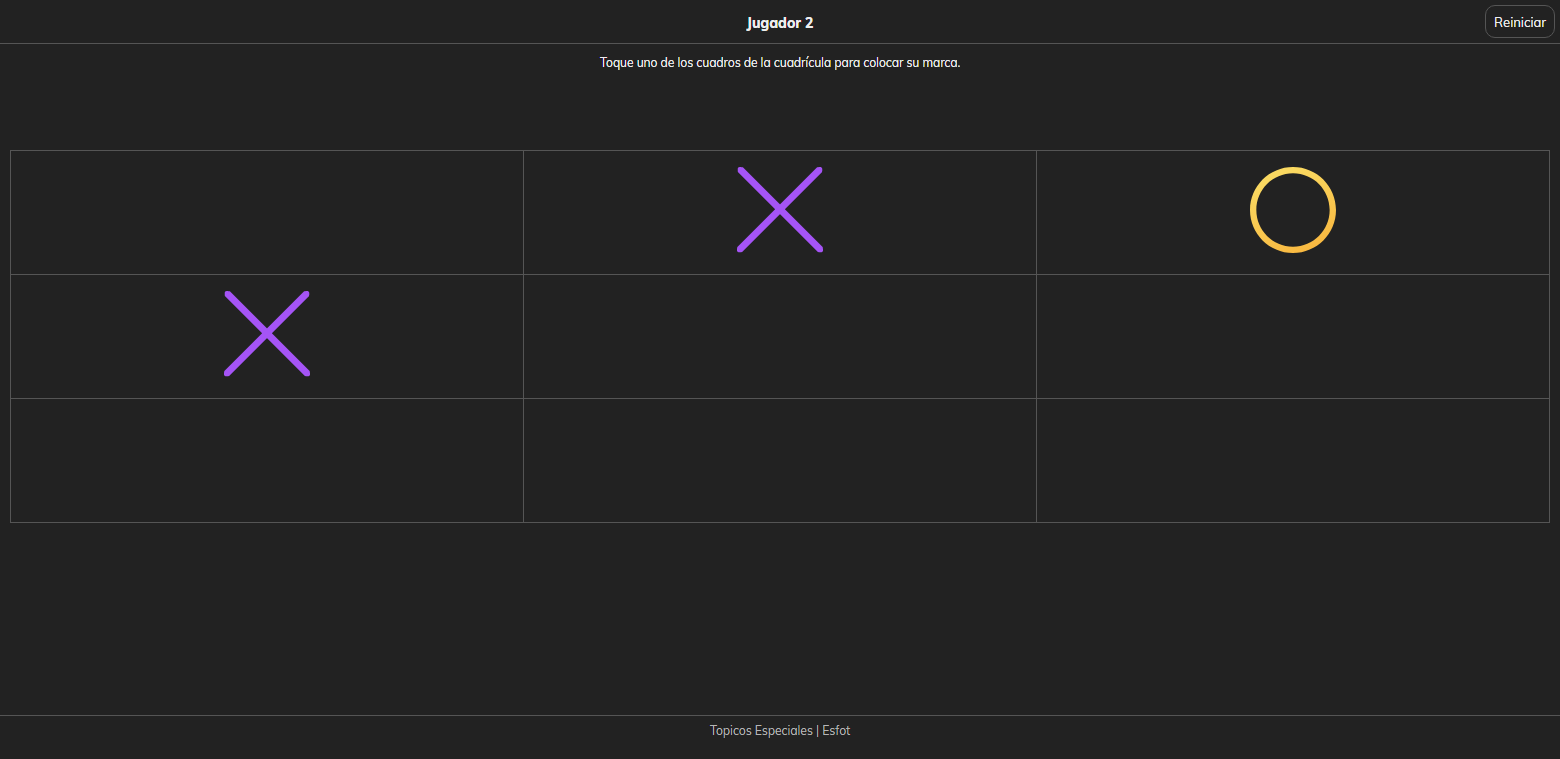 Jugador 2
Reiniciar
Toque uno de los cuadros de la cuadrícula para colocar su marca.
Topicos Especiales | Esfot